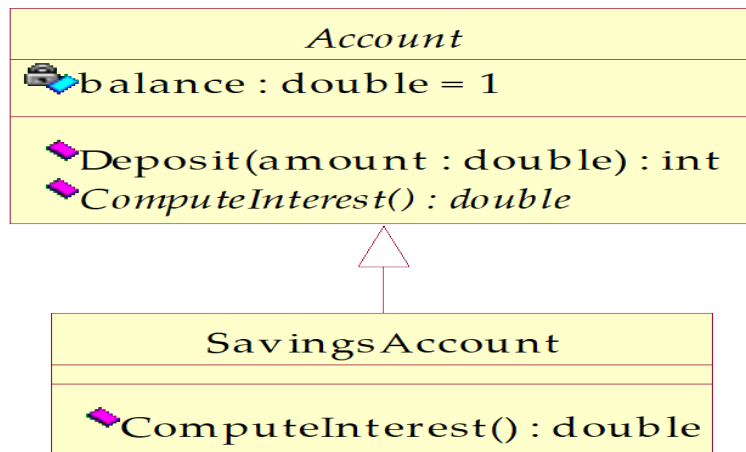 Account
balance : double = 1
Deposit(amount : double) : int
ComputeInterest() : double
SavingsAccount
ComputeInterest() : double